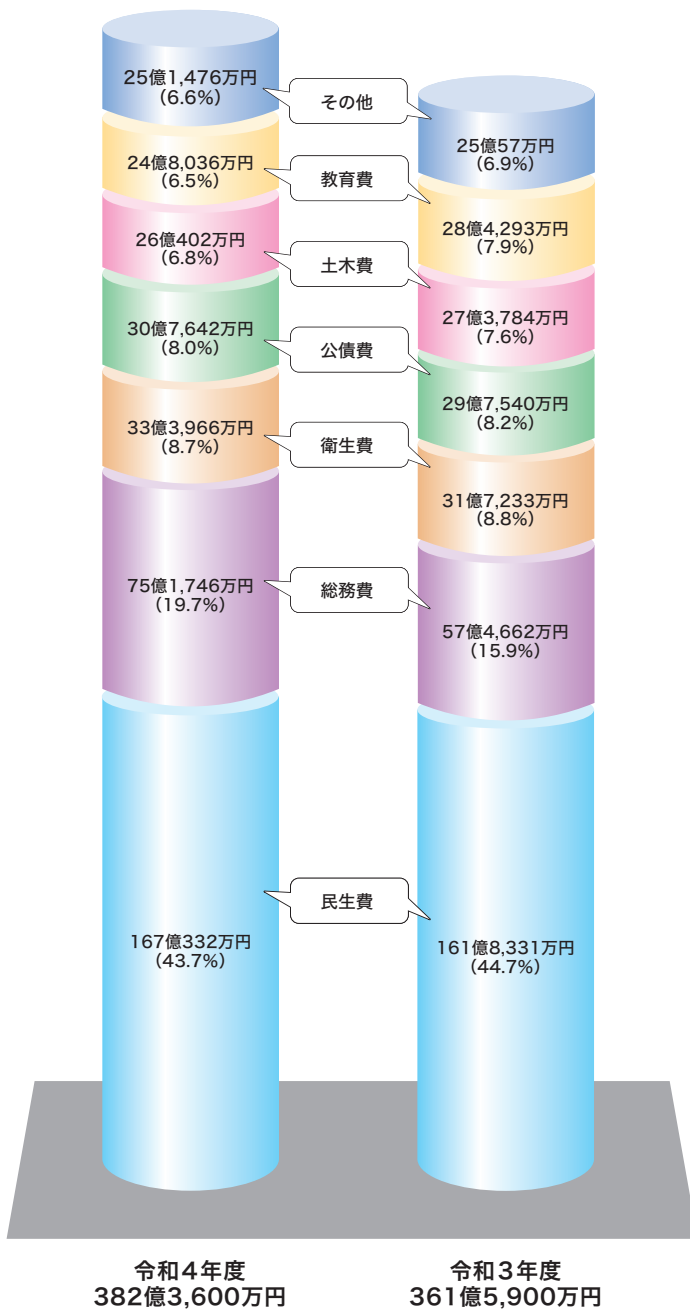 25億1,476万円
(6.6%)
その他
25億57万円
(6.9%)
24億8,036万円
(6.5%)
教育費
28億4,293万円
(7.9%)
26億402万円
(6.8%)
土木費
27億3,784万円
(7.6%)
30億7,642万円
(8.0%)
公債費
29億7,540万円
(8.2%)
33億3,966万円
(8.7%)
衛生費
31億7,233万円
(8.8%)
75億1,746万円
(19.7%)
総務費
57億4,662万円
(15.9%)
167億332万円
(43.7%)
民生費
161億8,331万円
(44.7%)
令和4年度
382億3,600万円
令和3年度
361億5,900万円